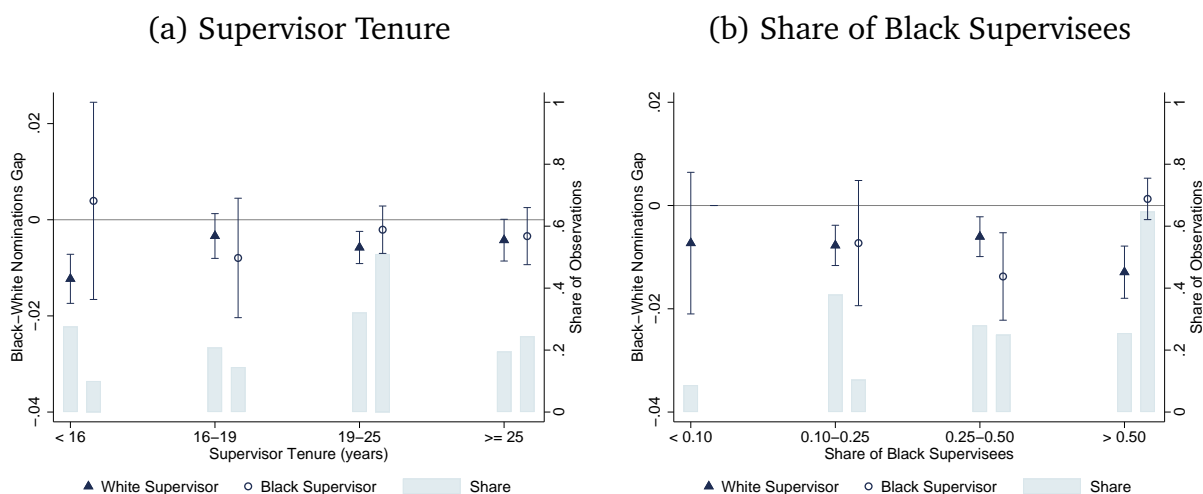 (a) Supervisor Tenure
Black−White Nominations Gap
.02
0
−.02
−.04
Share of Observations
1
.8
.6
.4
.2
0
< 16
16−19
19−25
>= 25
Supervisor Tenure (years)
White Supervisor
Black Supervisor
Share
(b) Share of Black Supervisees
Black−White Nominations Gap
.02
0
−.02
−.04
Share of Observations
1
.8
.6
.4
.2
0
< 0.10
0.10−0.25
0.25−0.50
> 0.50
Share of Black Supervisees
White Supervisor
Black Supervisor
Share